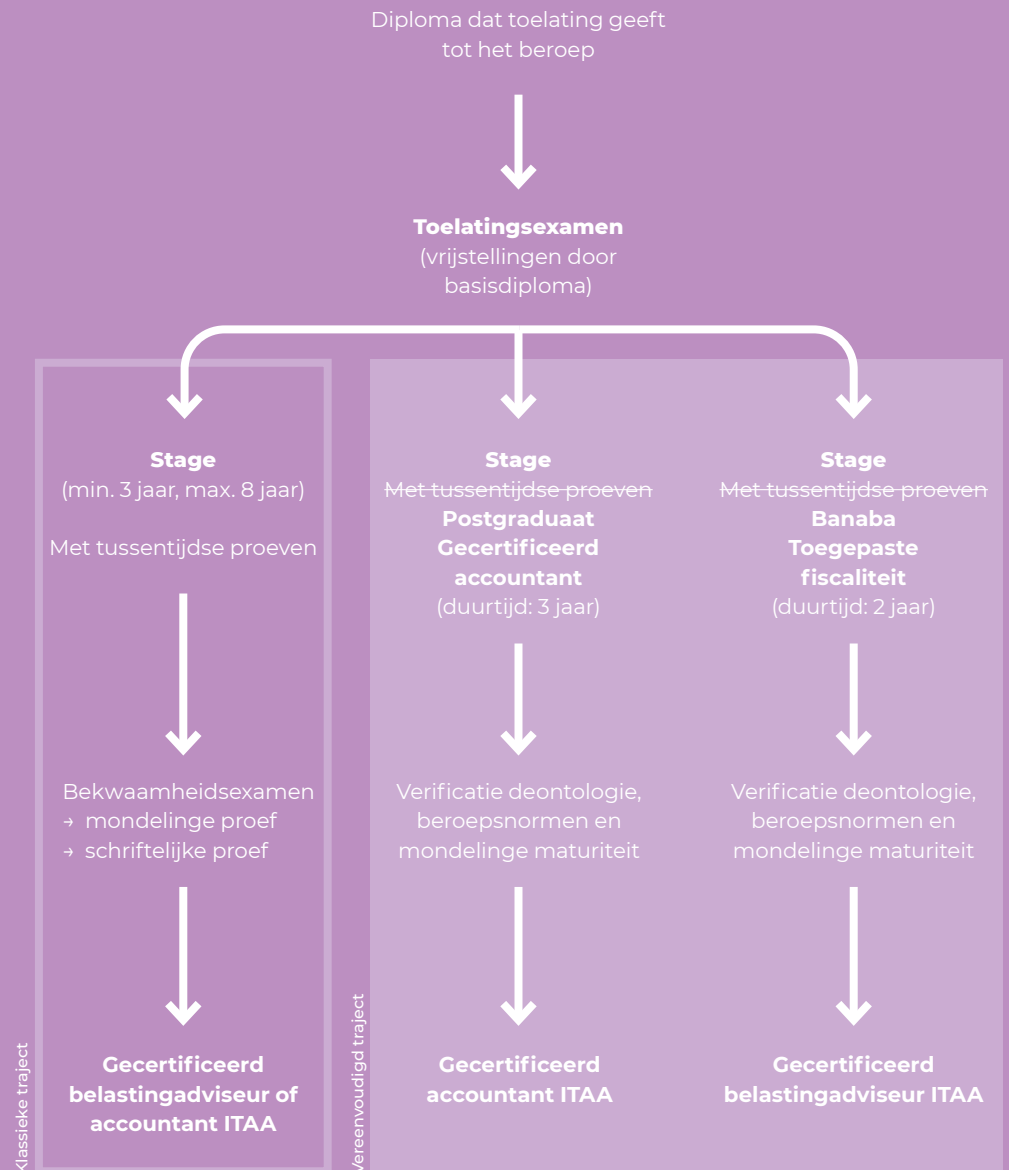 Diploma dat toelating geeft
tot het beroep
Toelatingsexamen
(vrijstellingen door
basisdiploma)
Klassieke traject
Stage
(min. 3 jaar, max. 8 jaar)
Met tussentijdse proeven
Bekwaamheidsexamen
→ mondelinge proef
→ schriftelijke proef
Gecertificeerd
belastingadviseur of
accountant ITAA
Vereenvoudigd traject
Stage
Met tussentijdse proeven
Postgraduaat
Gecertificeerd
accountant
(duurtijd: 3 jaar)
Verificatie deontologie,
beroepsnormen en
mondelinge maturiteit
Gecertificeerd
accountant ITAA
Stage
Met tussentijdse proeven
Banaba
Toegepaste
fiscaliteit
(duurtijd: 2 jaar)
Verificatie deontologie,
beroepsnormen en
mondelinge maturiteit
Gecertificeerd
belastingadviseur ITAA